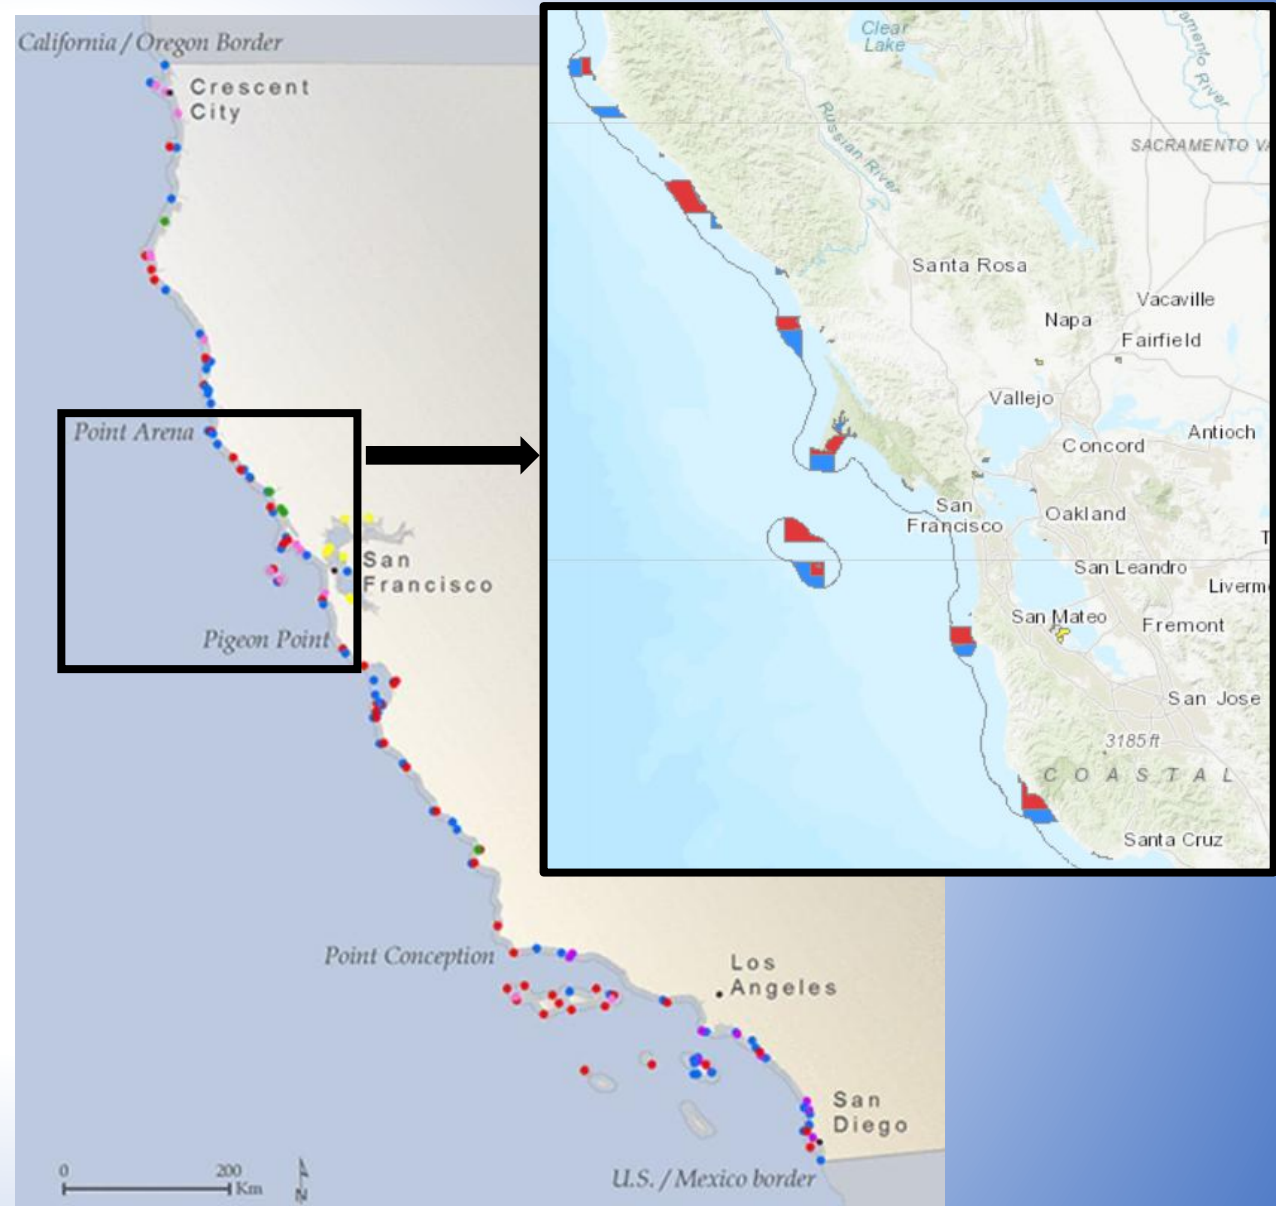 California / Oregon Border
Crescent
City
Point Arena
San
Francisco
Pigeon Point
Point Conception
Los
Angeles
San
Diego
U.S. / Mexico border
0 200
Km
N
Clear
Lake
Russian River
River
SACRAMENTO
Santa Rosa
Vacaville
Napa
Fairfield
Vallejo
Concord
Antioch
San
Francisco
Oakland
San Leandro
San Mateo
Fremont
San Jose
3185 ft
COASTAL
Santa Cruz